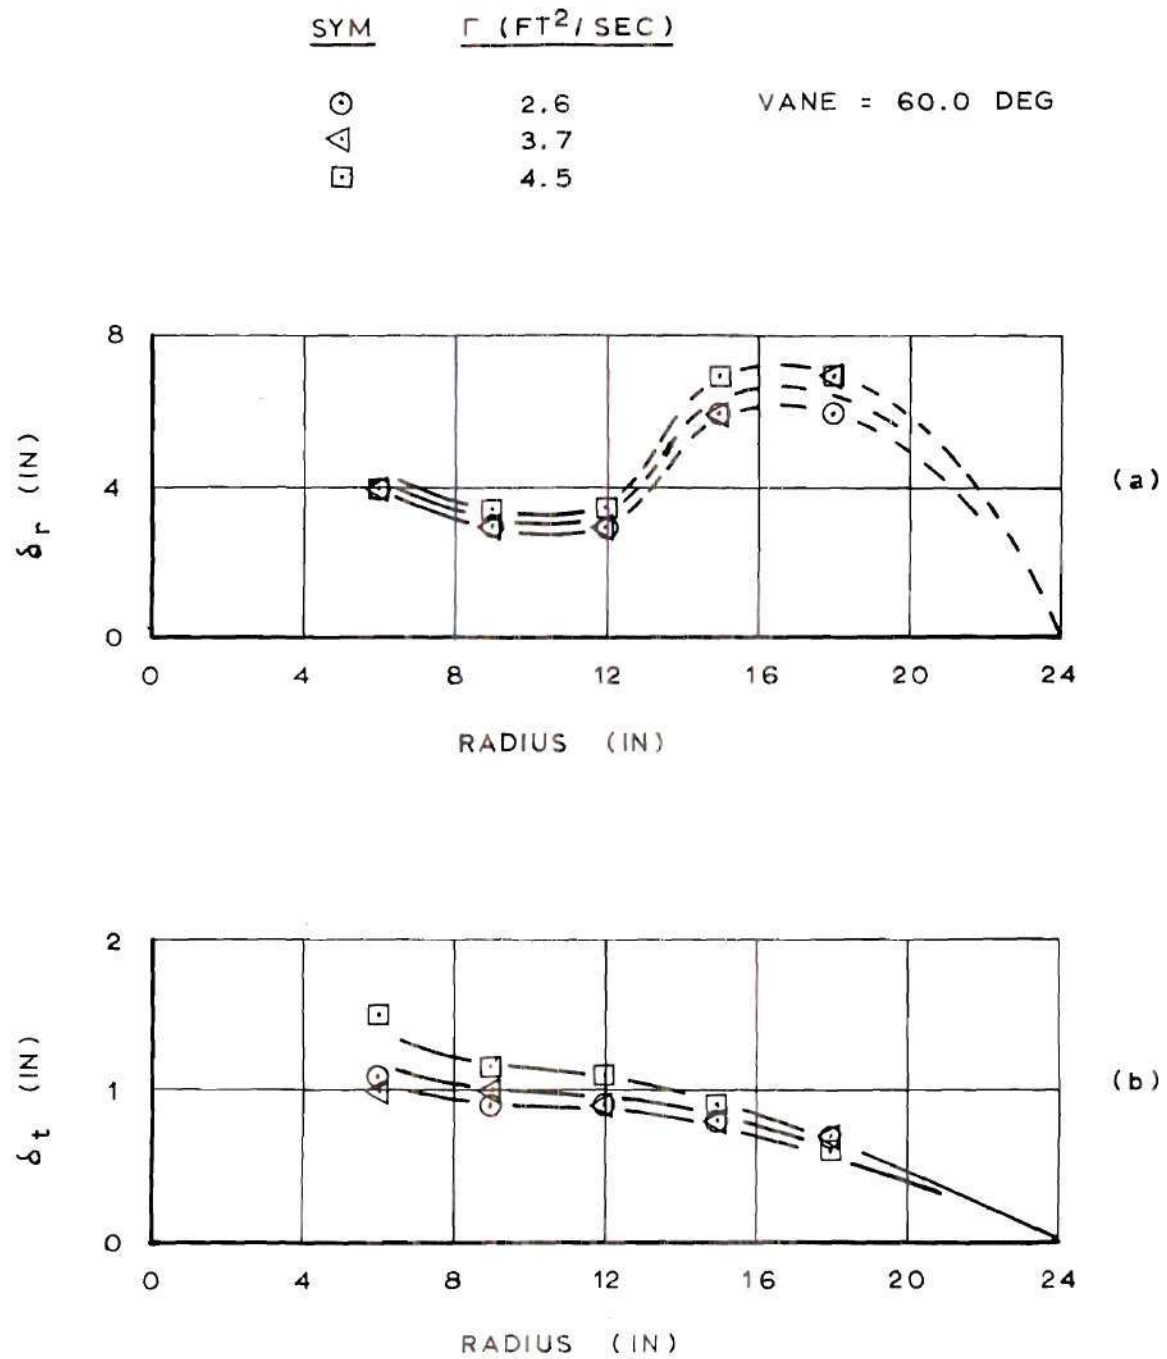 SYM Γ (FT²/SEC)
2.6 VANE = 60.0 DEG
3.7
4.5
8
4
0
δr (IN)
(a)
0 4 8 12 16 20 24
RADIUS (IN)
2
1
0
δt (IN)
(b)
0 4 8 12 16 20 24
RADIUS (IN)